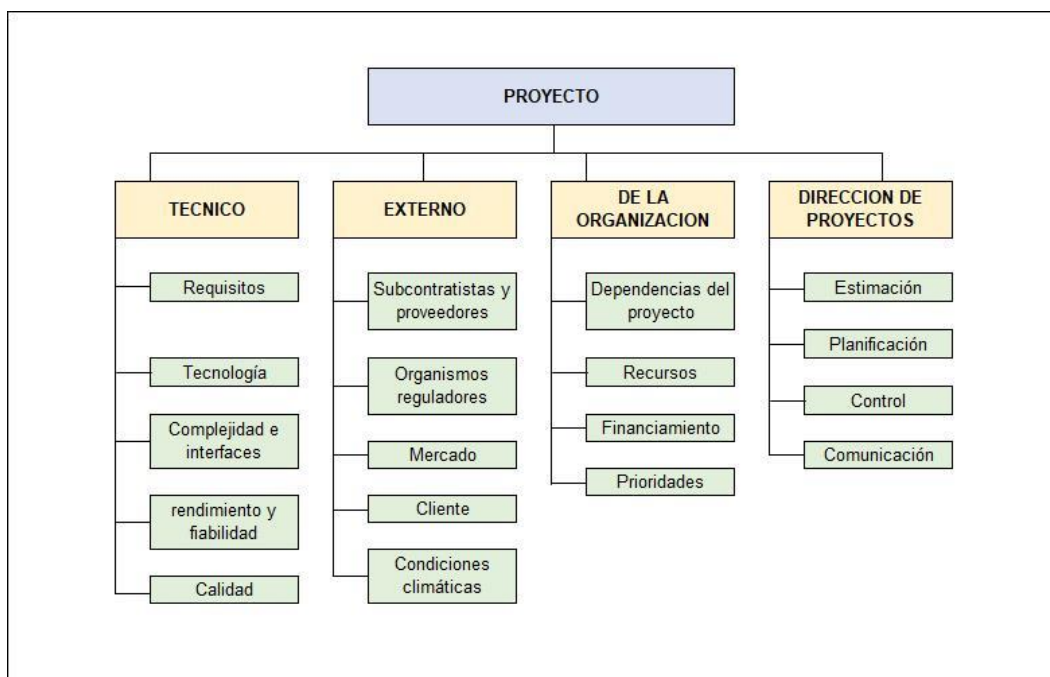 PROYECTO
TECNICO
EXTERNO
DE LA
ORGANIZACION
DIRECCION DE
PROYECTOS
Requisitos
Tecnología
Complejidad e
interfaces
rendimiento y
fiabilidad
Calidad
Subcontratistas y
proveedores
Organismos
reguladores
Mercado
Cliente
Condiciones
climáticas
Dependencias del
proyecto
Recursos
Financiamiento
Prioridades
Estimación
Planificación
Control
Comunicación